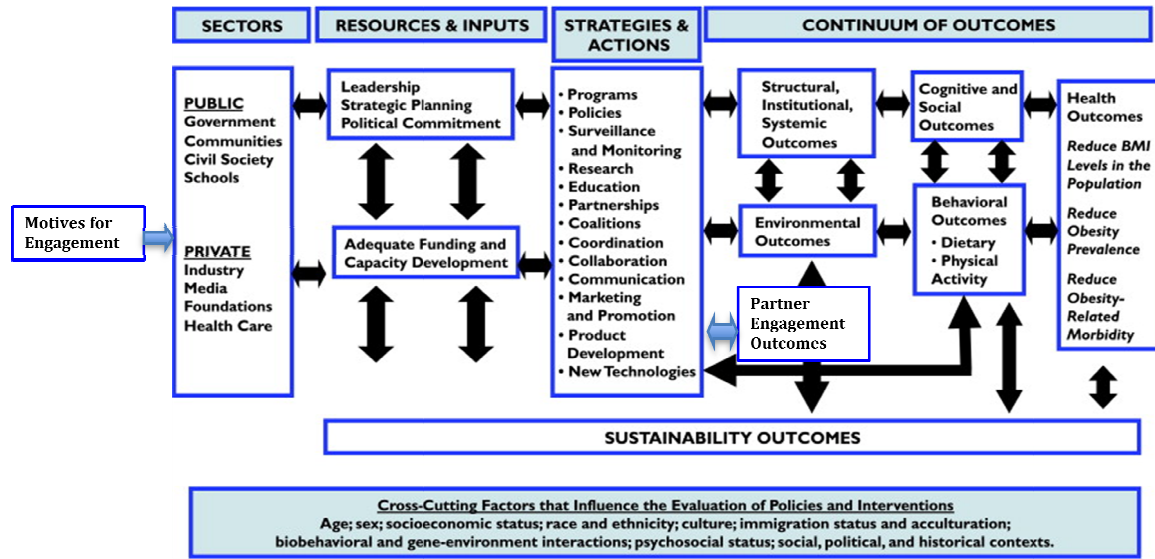 SECTORS
RESOURCES & INPUTS
STRATEGIES &
ACTIONS
CONTINUUM OF OUTCOMES
Motives for
Engagement
PUBLIC
Government
Communities
Civil Society
Schools
PRIVATE
Industry
Media
Foundations
Health Care
Leadership
Strategic Planning
Political Commitment
Adequate Funding and
Capacity Development
• Programs
• Policies
• Surveillance
and Monitoring
• Research
• Education
• Partnerships
• Coalitions
• Coordination
• Collaboration
• Communication
• Marketing
and Promotion
• Product
Development
• New Technologies
Structural,
Institutional,
Systemic
Outcomes
Environmental
Outcomes
Partner
Engagement
Outcomes
Cognitive and
Social
Outcomes
Behavioral
Outcomes
• Dietary
• Physical
Activity
Health
Outcomes
Reduce BMI
Levels in the
Population
Reduce
Obesity
Prevalence
Reduce
Obesity-
Related
Morbidity
SUSTAINABILITY OUTCOMES
Cross-Cutting Factors that Influence the Evaluation of Policies and Interventions
Age; sex; socioeconomic status; race and ethnicity; culture; immigration status and acculturation;
biobehavioral and gene-environment interactions; psychosocial status; social, political, and historical contexts.